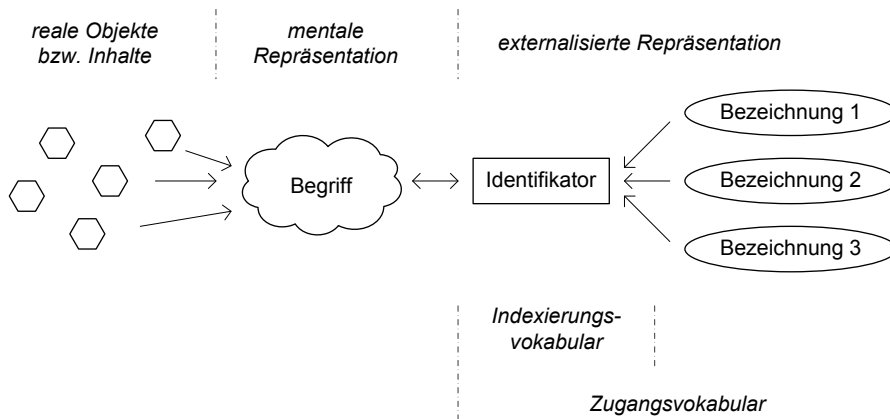 reale Objekte
bzw. Inhalte
mentale
Repräsentation
externalisierte Repräsentation
Begriff
Identifikator
Bezeichnung 1
Bezeichnung 2
Bezeichnung 3
Indexierungs-
vokabular
Zugangsvokabular